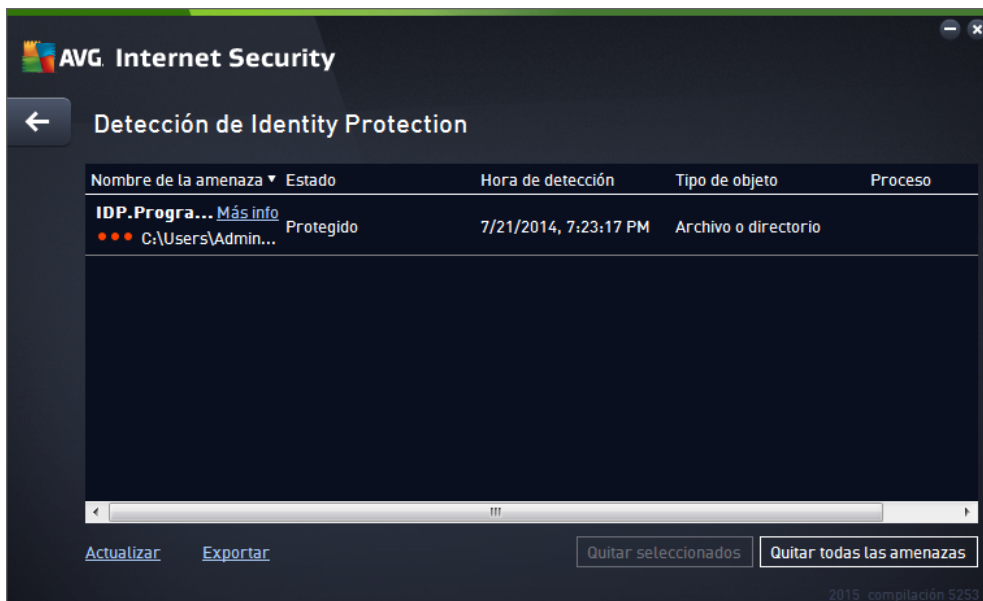 AVG Internet Security
Detección de Identity Protection
Nombre de la amenaza Estado Hora de detección Tipo de objeto Proceso
IDP.Progra... Más info Protegido 7/21/2014, 7:23:17 PM Archivo o directorio
C:\Users\Admin...
Actualizar Exportar Quitar seleccionados Quitar todas las amenazas
2015 compilación 5253